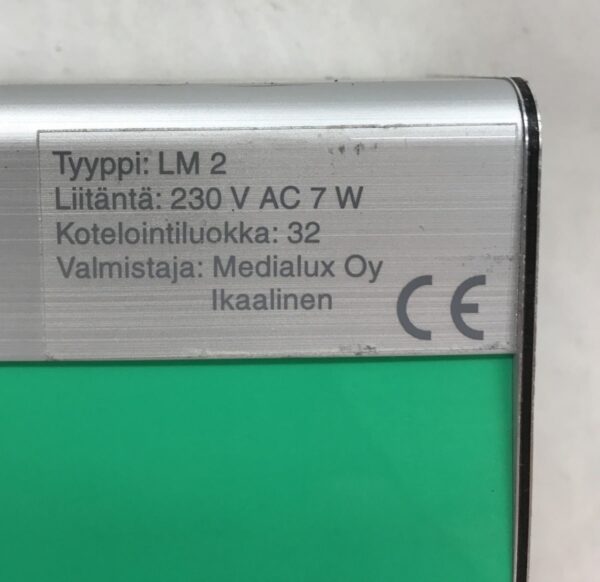 Tyyppi: LM 2
Liitäntä: 230 V AC 7 W
Kotelointiluokka: 32
Valmistaja: Medialux Oy
Ikaalinen
CE